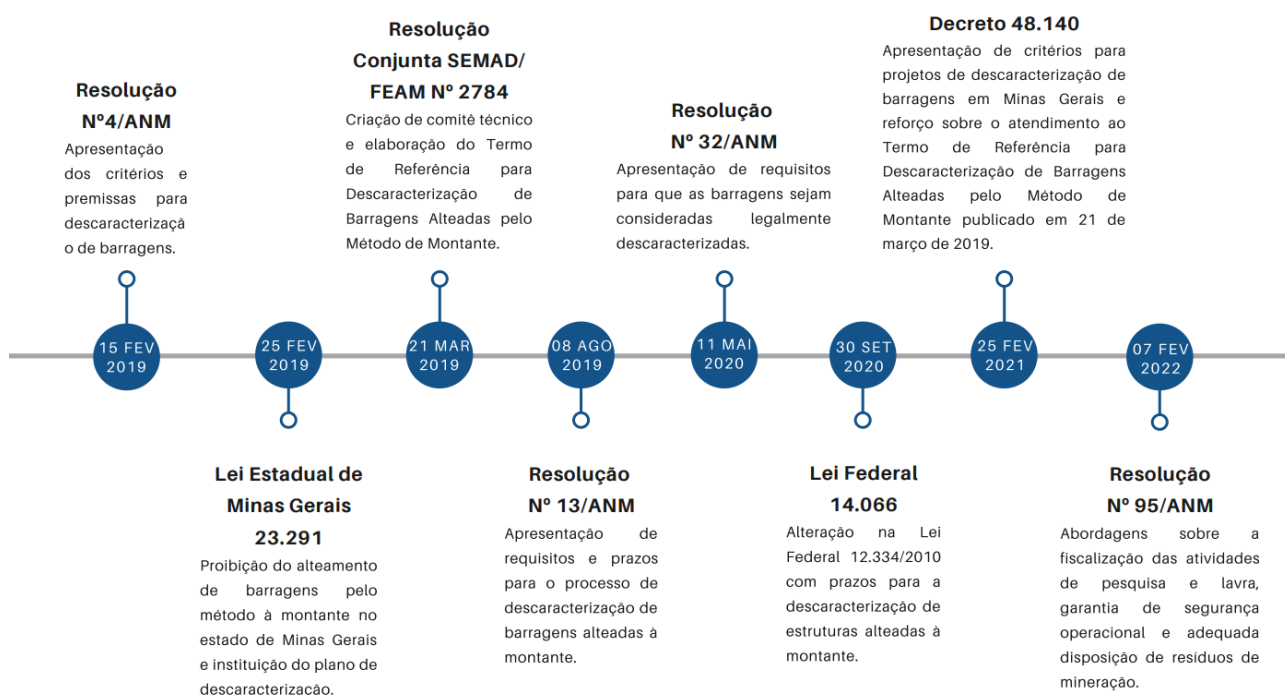 Resolução
Nº4/ANM
Apresentação
dos critérios e
premissas para
descaracterizaçã
o de barragens.
15 FEV
2019
25 FEV
2019
Lei Estadual de
Minas Gerais
23.291
Proibição do alteamento
de barragens pelo
método à montante no
estado de Minas Gerais
e instituição do plano de
descaracterização.
Resolução
Conjunta SEMAD/
FEAM Nº 2784
Criação de comitê técnico
e elaboração do Termo
de Referência para
Descaracterização de
Barragens Alteadas pelo
Método de Montante.
21 MAR
2019
08 AGO
2019
Resolução
Nº 13/ANM
Apresentação de
requisitos e prazos
para o processo de
descaracterização de
barragens alteadas à
montante.
Resolução
Nº 32/ANM
Apresentação de requisitos
para que as barragens sejam
consideradas legalmente
descaracterizadas.
11 MAI
2020
30 SET
2020
Lei Federal
14.066
Alteração na Lei
Federal 12.334/2010
com prazos para a
descaracterização de
estruturas alteadas à
montante.
Decreto 48.140
Apresentação de critérios para
projetos de descaracterização de
barragens em Minas Gerais e
reforço sobre o atendimento ao
Termo de Referência para
Descaracterização de Barragens
Alteadas pelo Método de
Montante publicado em 21 de
março de 2019.
25 FEV
2021
07 FEV
2022
Resolução
Nº 95/ANM
Abordagens sobre a
fiscalização das atividades
de pesquisa e lavra,
garantia de segurança
operacional e adequada
disposição de resíduos de
mineração.